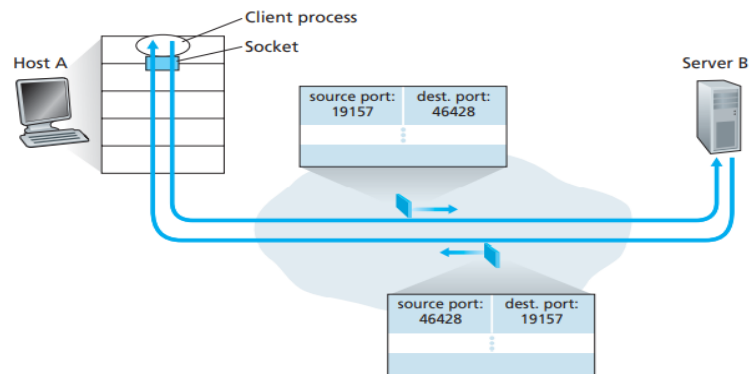 Client process
Socket
Host A
Server B
source port:
19157
dest. port:
46428
source port:
46428
dest. port:
19157